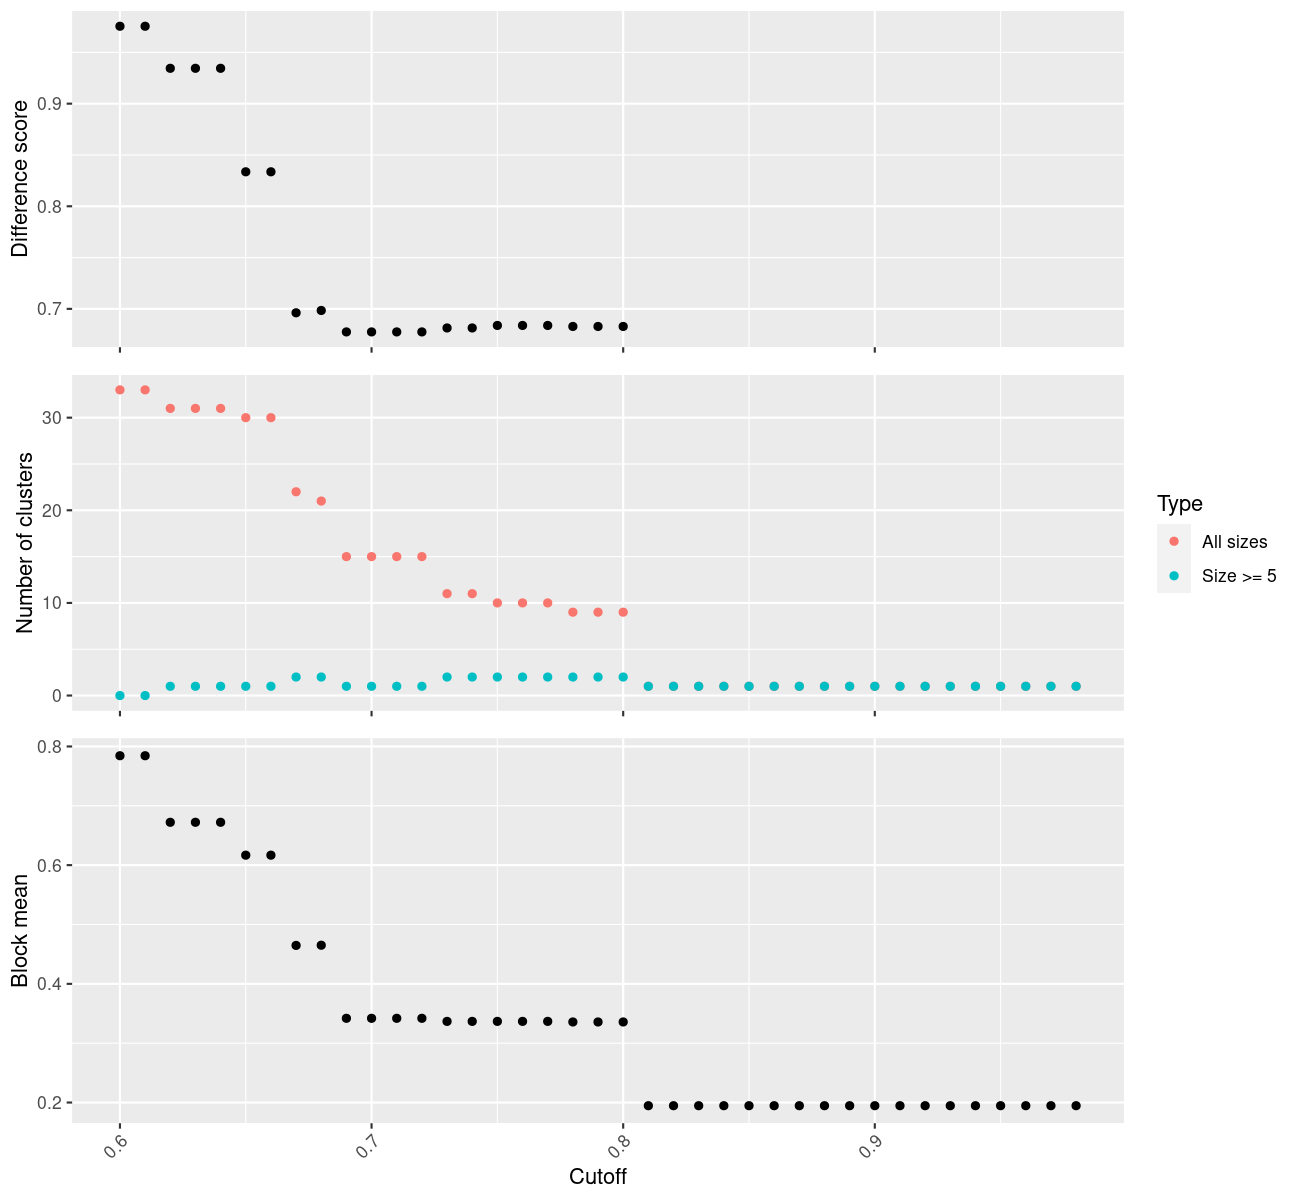 Difference score
0.9
0.8
0.7
Number of clusters
30
20
10
0
Type
All sizes
Size >= 5
Block mean
0.8
0.6
0.4
0.2
0.6
0.7
0.8
0.9
Cutoff